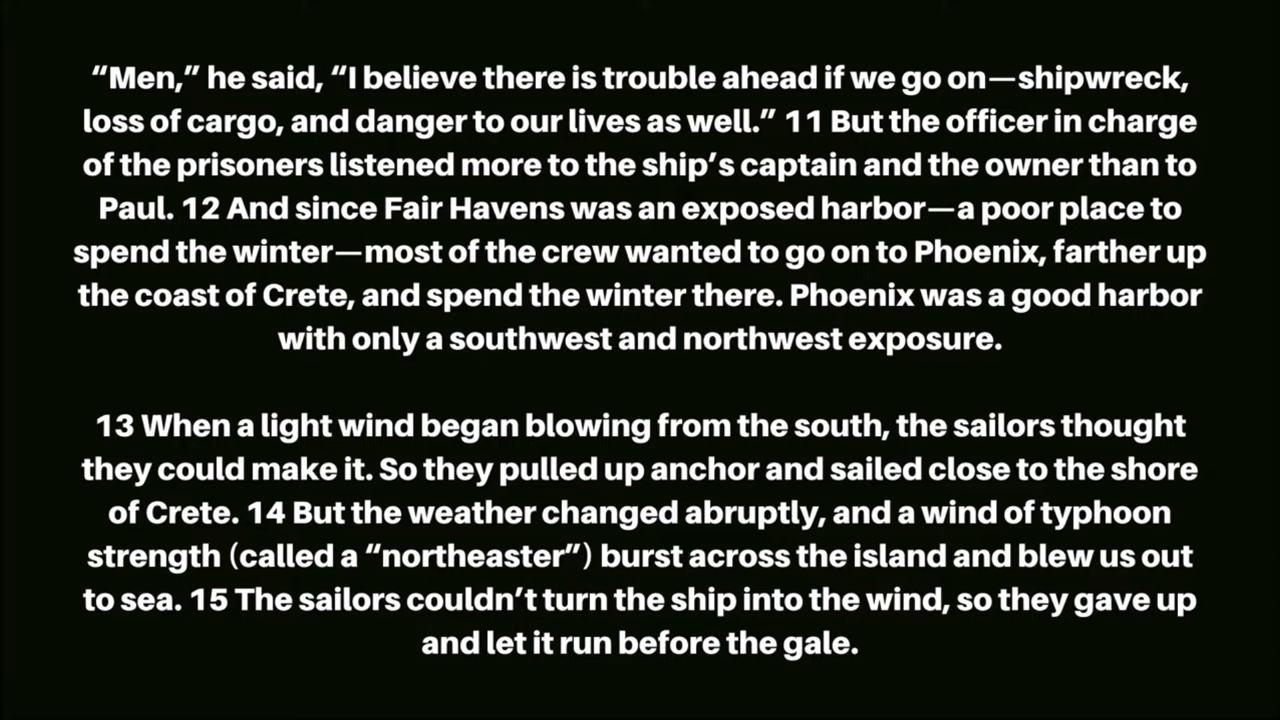 “Men,” he said, “I believe there is trouble ahead if we go on—shipwreck,
loss of cargo, and danger to our lives as well.” 11 But the officer in charge
of the prisoners listened more to the ship’s captain and the owner than to
Paul. 12 And since Fair Havens was an exposed harbor—a poor place to
spend the winter—most of the crew wanted to go on to Phoenix, farther up
the coast of Crete, and spend the winter there. Phoenix was a good harbor
with only a southwest and northwest exposure.
13 When a light wind began blowing from the south, the sailors thought
they could make it. So they pulled up anchor and sailed close to the shore
of Crete. 14 But the weather changed abruptly, and a wind of typhoon
strength (called a “northeaster”) burst across the island and blew us out
to sea. 15 The sailors couldn’t turn the ship into the wind, so they gave up
and let it run before the gale.